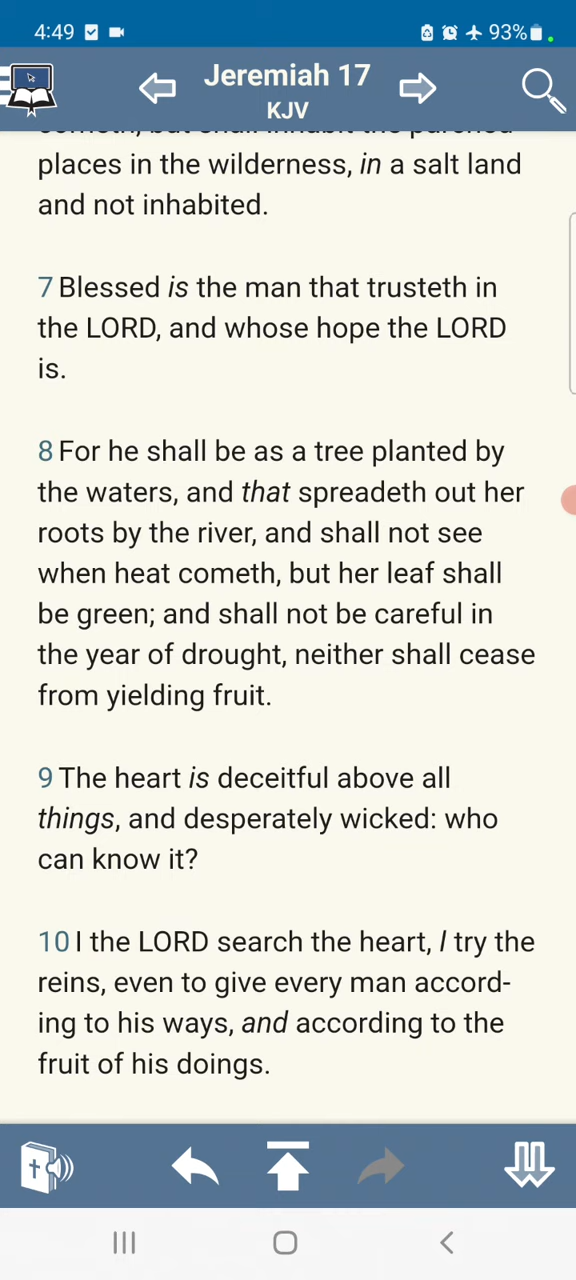 4:49 93%
Jeremiah 17
KJV
places in the wilderness, in a salt land
and not inhabited.
7 Blessed is the man that trusteth in
the LORD, and whose hope the LORD
is.
8 For he shall be as a tree planted by
the waters, and that spreadeth out her
roots by the river, and shall not see
when heat cometh, but her leaf shall
be green; and shall not be careful in
the year of drought, neither shall cease
from yielding fruit.
9 The heart is deceitful above all
things, and desperately wicked: who
can know it?
10 I the LORD search the heart, I try the
reins, even to give every man accord-
ing to his ways, and according to the
fruit of his doings.